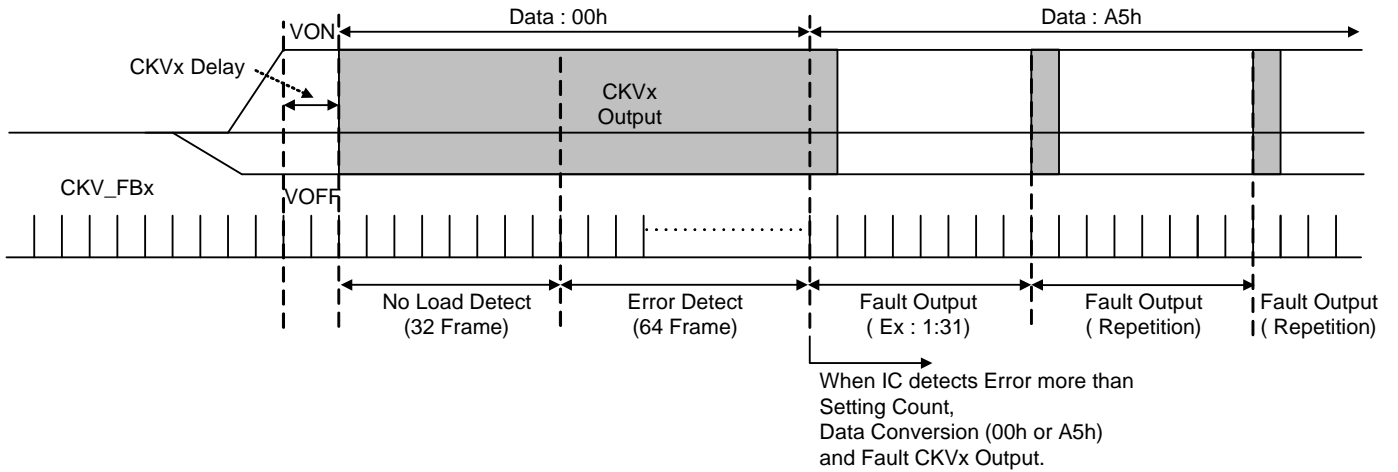 Data : 00h
Data : A5h
VON
CKVx Delay
CKVx
Output
CKV_FBx
VOFF
No Load Detect
(32 Frame)
Error Detect
(64 Frame)
Fault Output
( Ex : 1:31)
Fault Output
( Repetition)
Fault Output
( Repetition)
When IC detects Error more than
Setting Count,
Data Conversion (00h or A5h)
and Fault CKVx Output.